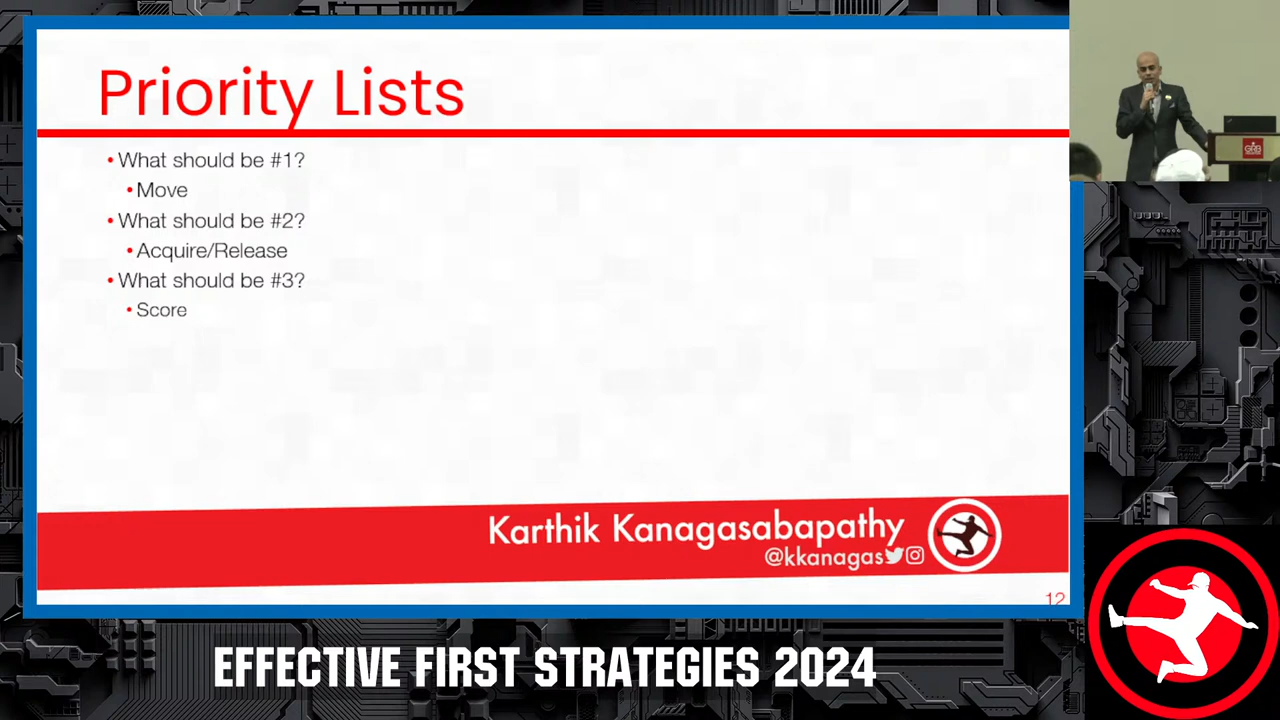 Priority Lists
• What should be #1?
• Move
• What should be #2?
• Acquire/Release
• What should be #3?
• Score
Karthik Kanagasabapathy
@kkanagas
12
EFFECTIVE FIRST STRATEGIES 2024